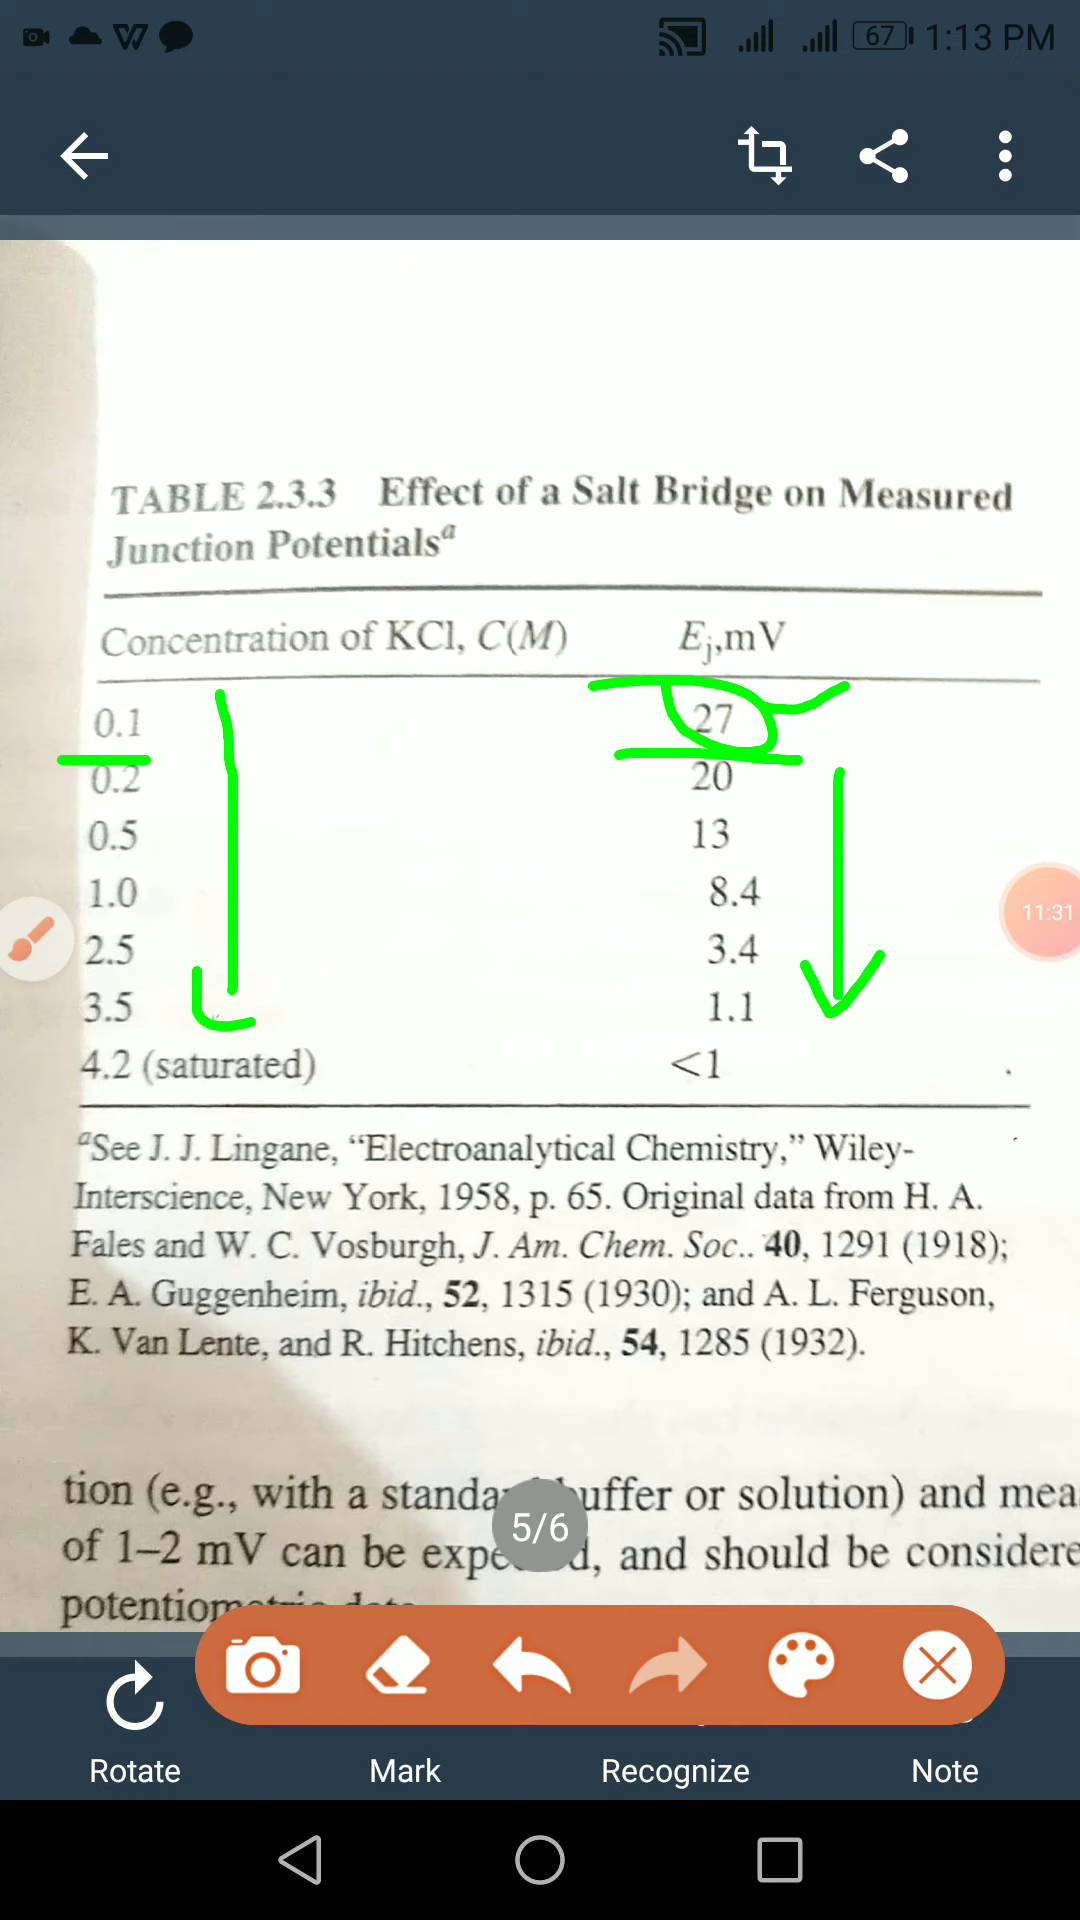 67 1:13 PM
TABLE 2.3.3 Effect of a Salt Bridge on Measured
Junction Potentialsᵃ
Concentration of KCl, C(M) Ej,mV
0.1 27
0.2 20
0.5 13
1.0 8.4
11:31
2.5 3.4
3.5 1.1
4.2 (saturated) <1
ᵃSee J. J. Lingane, “Electroanalytical Chemistry,” Wiley-
Interscience, New York, 1958, p. 65. Original data from H. A.
Fales and W. C. Vosburgh, J. Am. Chem. Soc.. 40, 1291 (1918);
E. A. Guggenheim, ibid., 52, 1315 (1930); and A. L. Ferguson,
K. Van Lente, and R. Hitchens, ibid., 54, 1285 (1932).
tion (e.g., with a uffer or solution) and mea
5/6
of 1–2 mV can be and should be considere
Rotate Mark Recognize Note